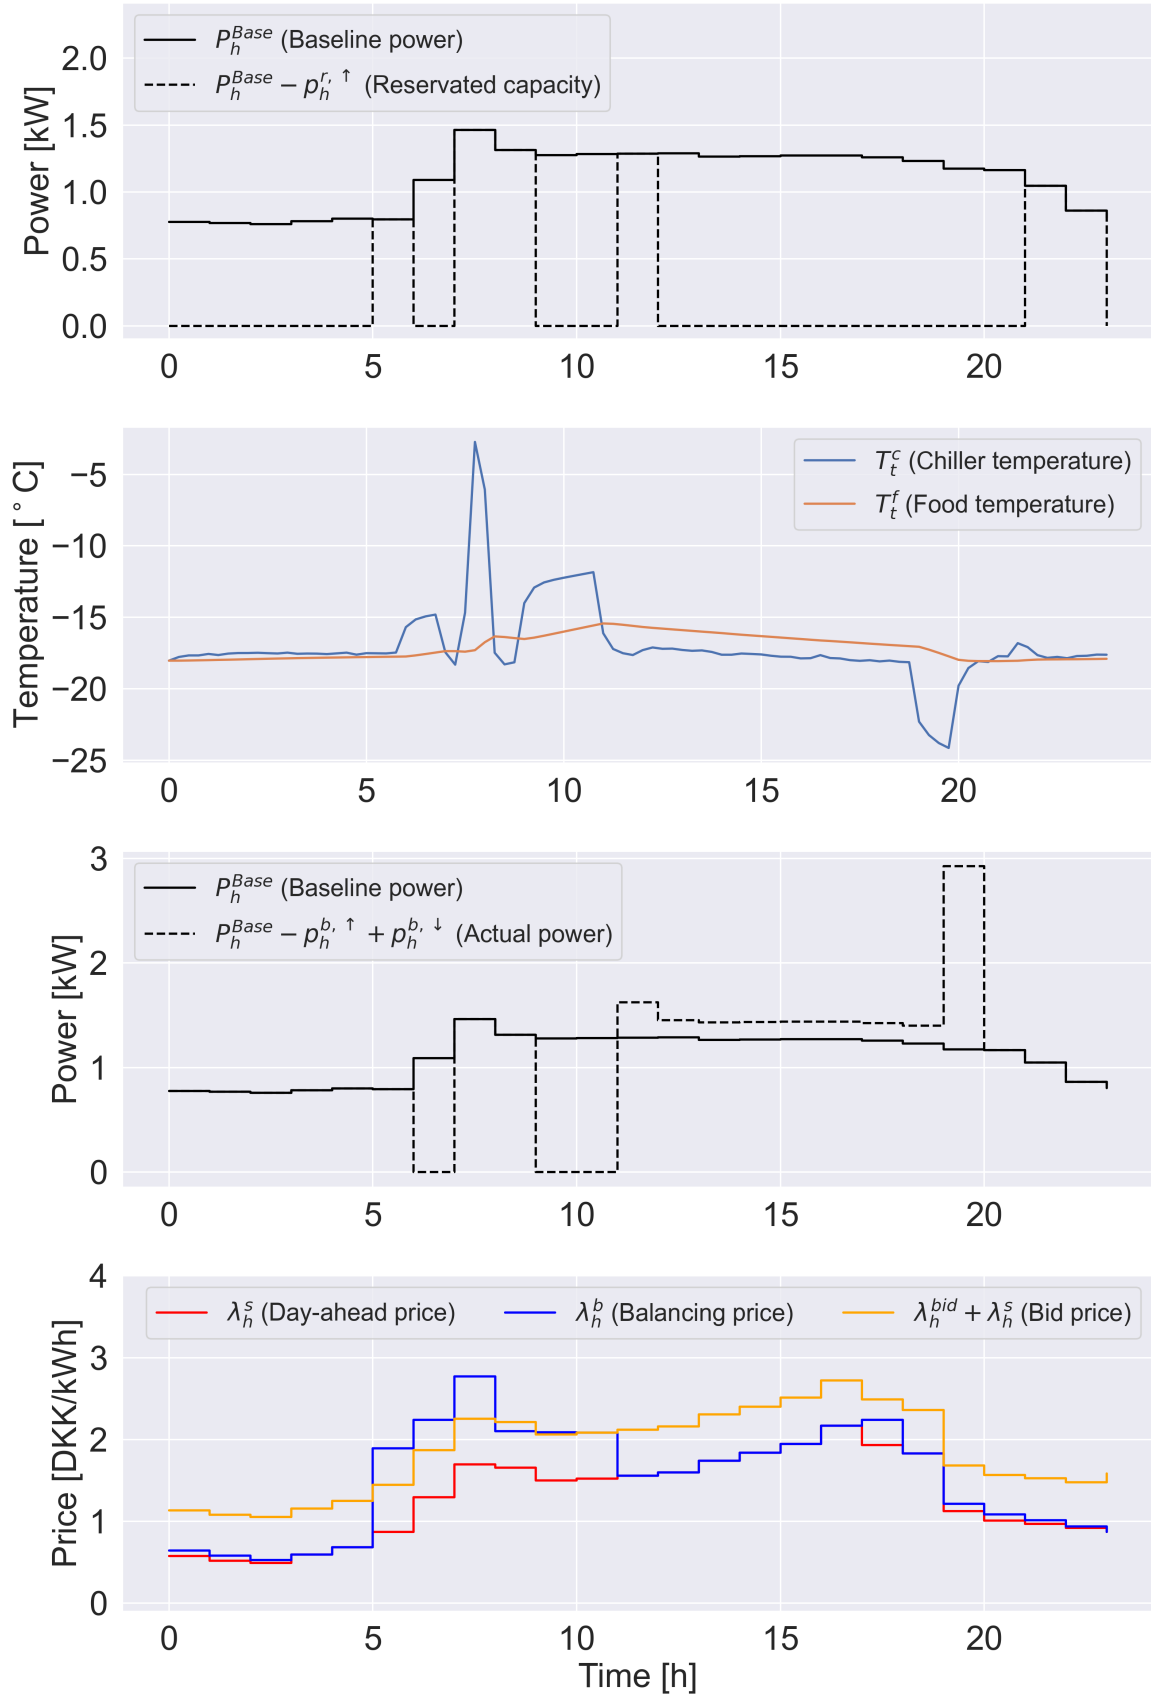 P_h^{Base} (Baseline power)
P_h^{Base} − p_h^{r, ↑} (Reservated capacity)
Power [kW]
2.0
1.5
1.0
0.5
0.0
0 5 10 15 20
T_t^c (Chiller temperature)
T_t^f (Food temperature)
Temperature [°C]
−5
−10
−15
−20
−25
0 5 10 15 20
P_h^{Base} (Baseline power)
P_h^{Base} − p_h^{b, ↑} + p_h^{b, ↓} (Actual power)
Power [kW]
3
2
1
0
0 5 10 15 20
λ_h^s (Day-ahead price) λ_h^b (Balancing price) λ_h^{bid} + λ_h^s (Bid price)
Price [DKK/kWh]
4
3
2
1
0
0 5 10 15 20
Time [h]